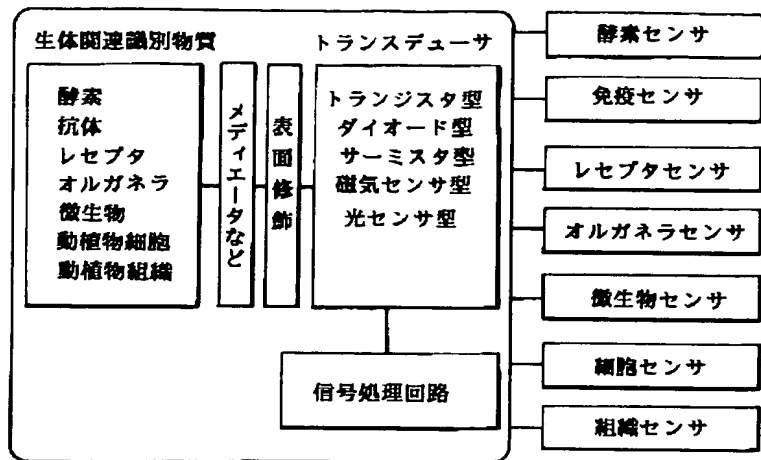 生体関連識別物質
酵素
抗体
レセプタ
オルガネラ
微生物
動植物細胞
動植物組織
メディエータなど
表面修飾
トランスデューサ
トランジスタ型
ダイオード型
サーミスタ型
磁気センサ型
光センサ型
信号処理回路
酵素センサ
免疫センサ
レセプタセンサ
オルガネラセンサ
微生物センサ
細胞センサ
組織センサ